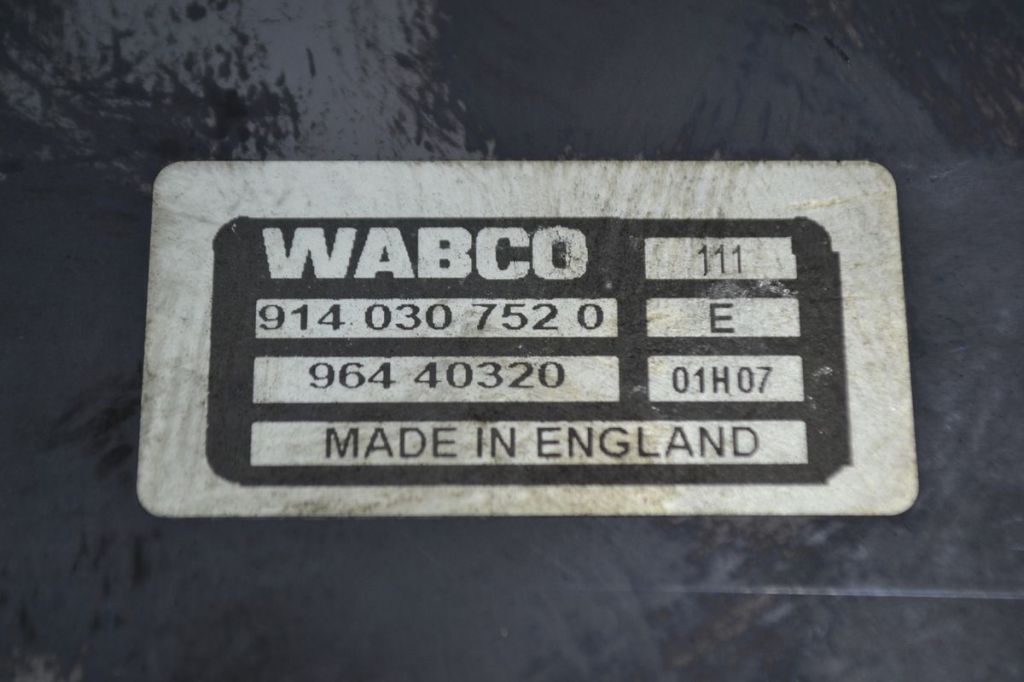 WABCO 111
914 030 752 0 E
964 40320 01H07
MADE IN ENGLAND